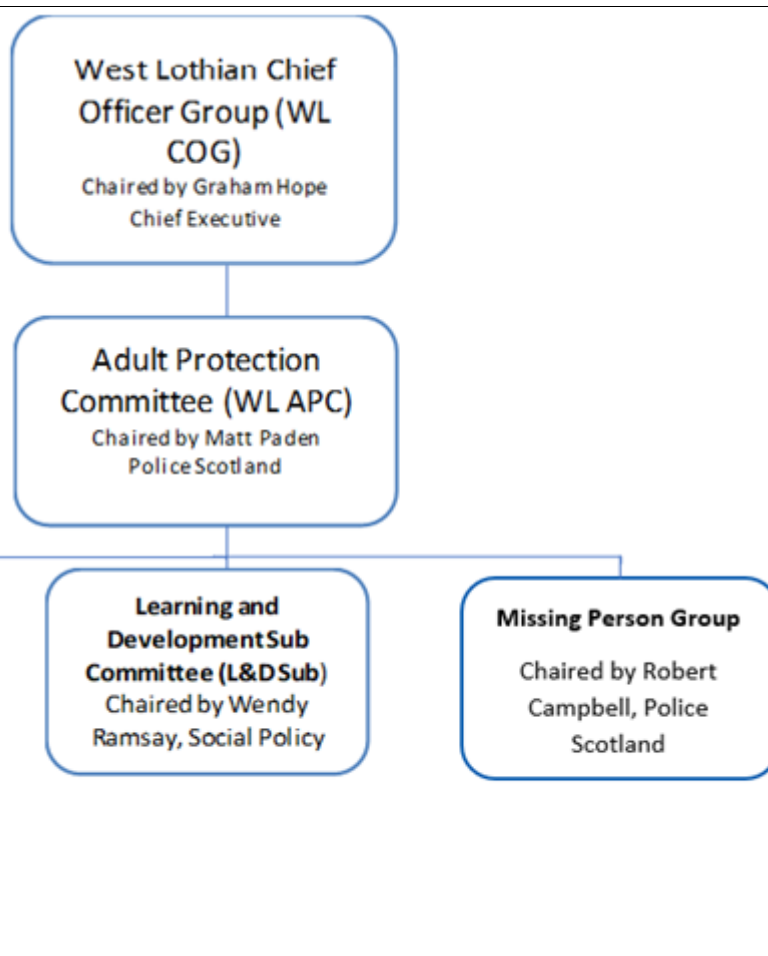 West Lothian Chief
Officer Group (WL
COG)
Chaired by Graham Hope
Chief Executive
Adult Protection
Committee (WL APC)
Chaired by Matt Paden
Police Scotland
Learning and
Development Sub
Committee (L&D Sub)
Chaired by Wendy
Ramsay, Social Policy
Missing Person Group
Chaired by Robert
Campbell, Police
Scotland